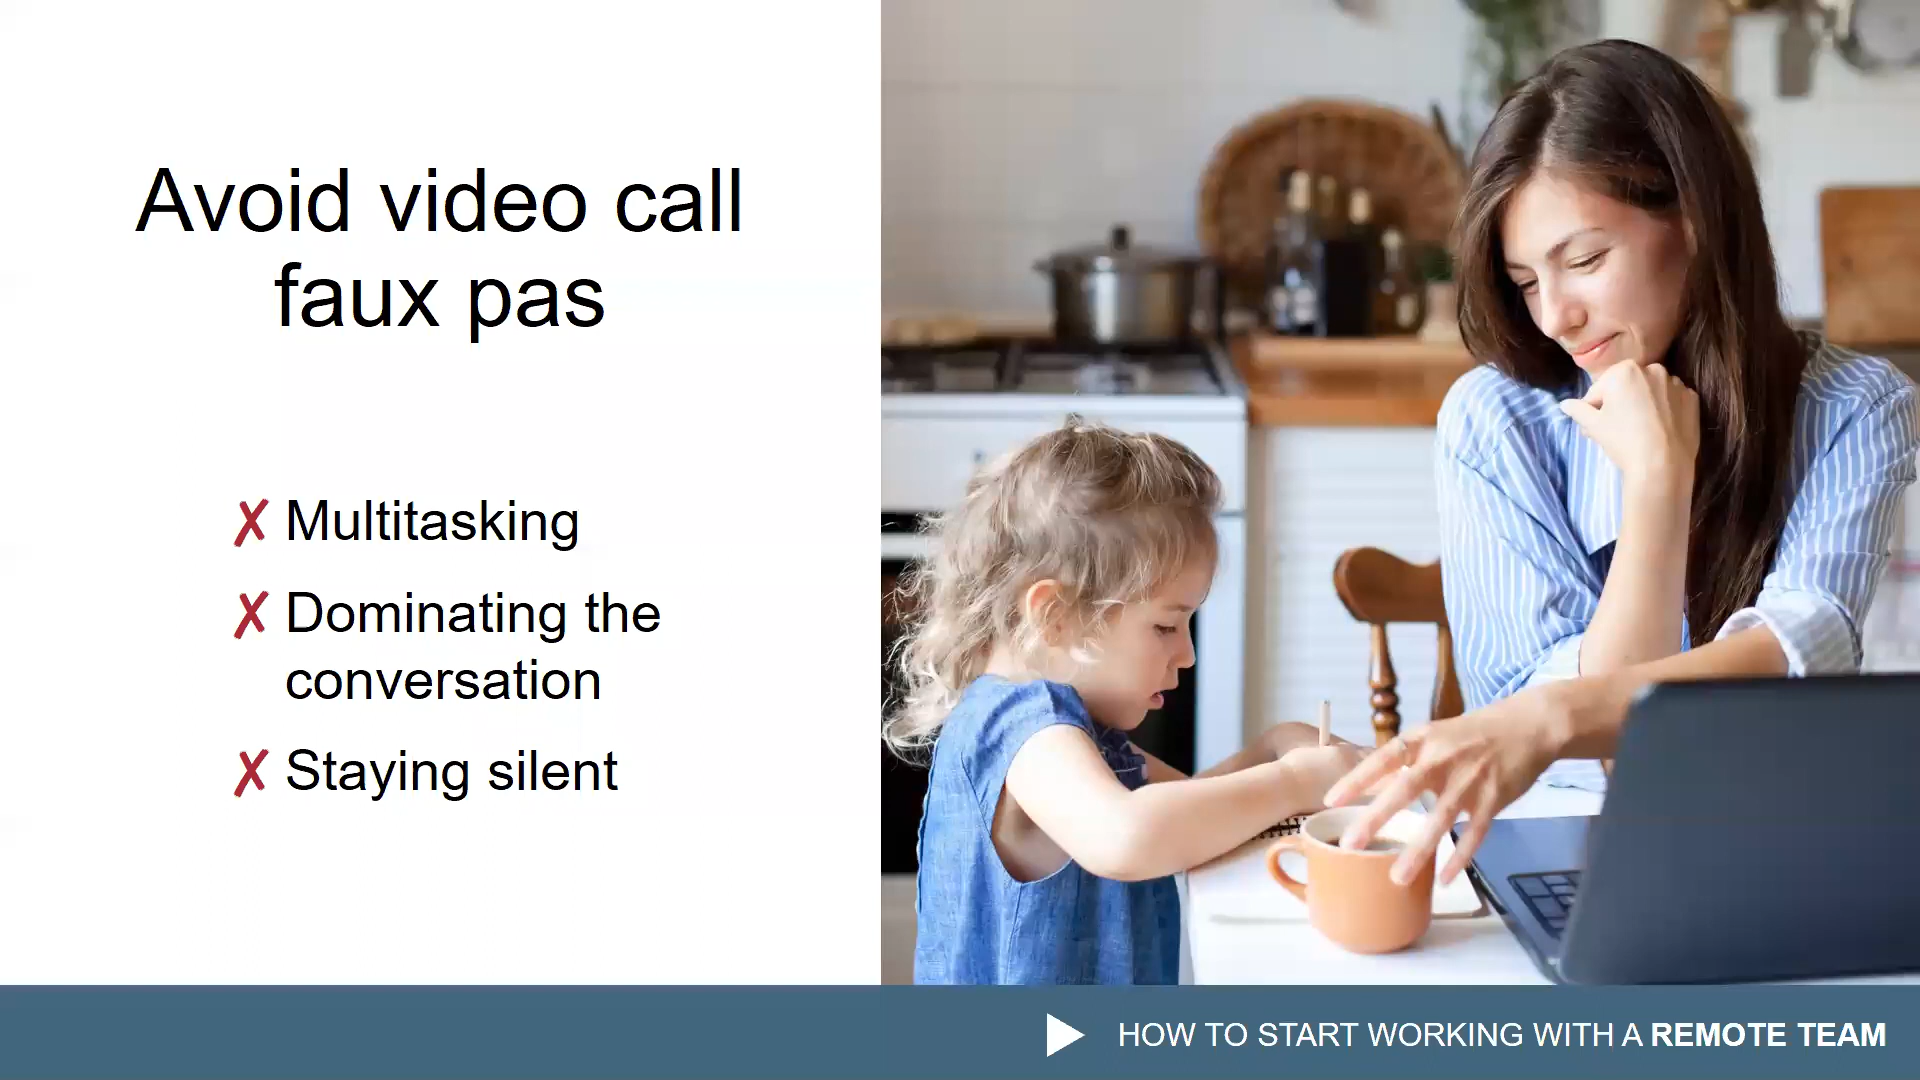 Avoid video call
faux pas
✗ Multitasking
✗ Dominating the
conversation
✗ Staying silent
HOW TO START WORKING WITH A REMOTE TEAM